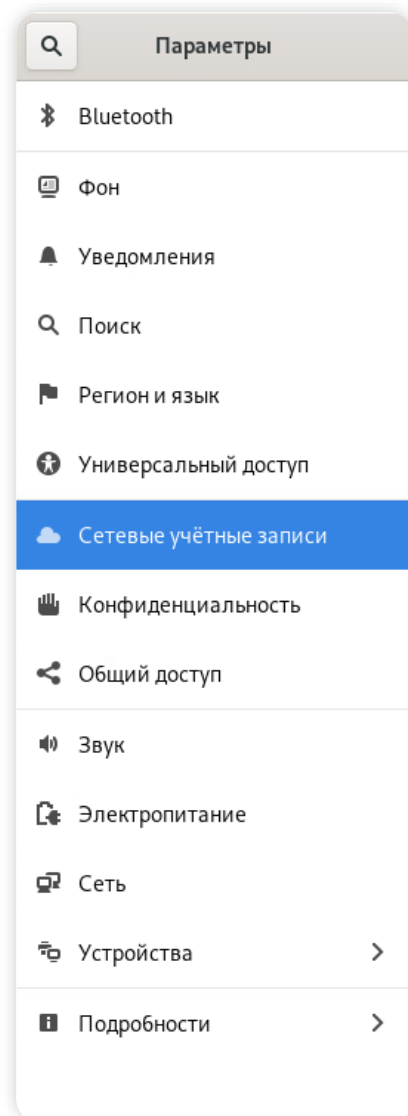 Параметры
Bluetooth
Фон
Уведомления
Поиск
Регион и язык
Универсальный доступ
Сетевые учётные записи
Конфиденциальность
Общий доступ
Звук
Электропитание
Сеть
Устройства
Подробности